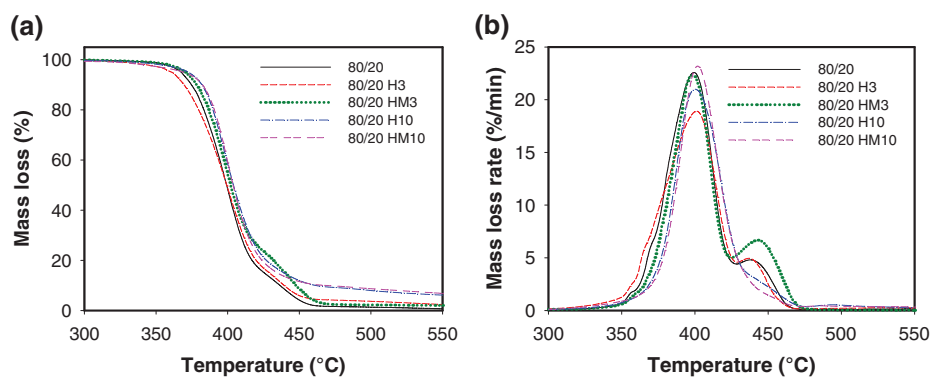 (a)
100
80
60
40
20
0
Mass loss (%)
80/20
80/20 H3
80/20 HM3
80/20 H10
80/20 HM10
300 350 400 450 500 550
Temperature (°C)
(b)
25
20
15
10
5
0
Mass loss rate (%/min)
80/20
80/20 H3
80/20 HM3
80/20 H10
80/20 HM10
300 350 400 450 500 550
Temperature (°C)